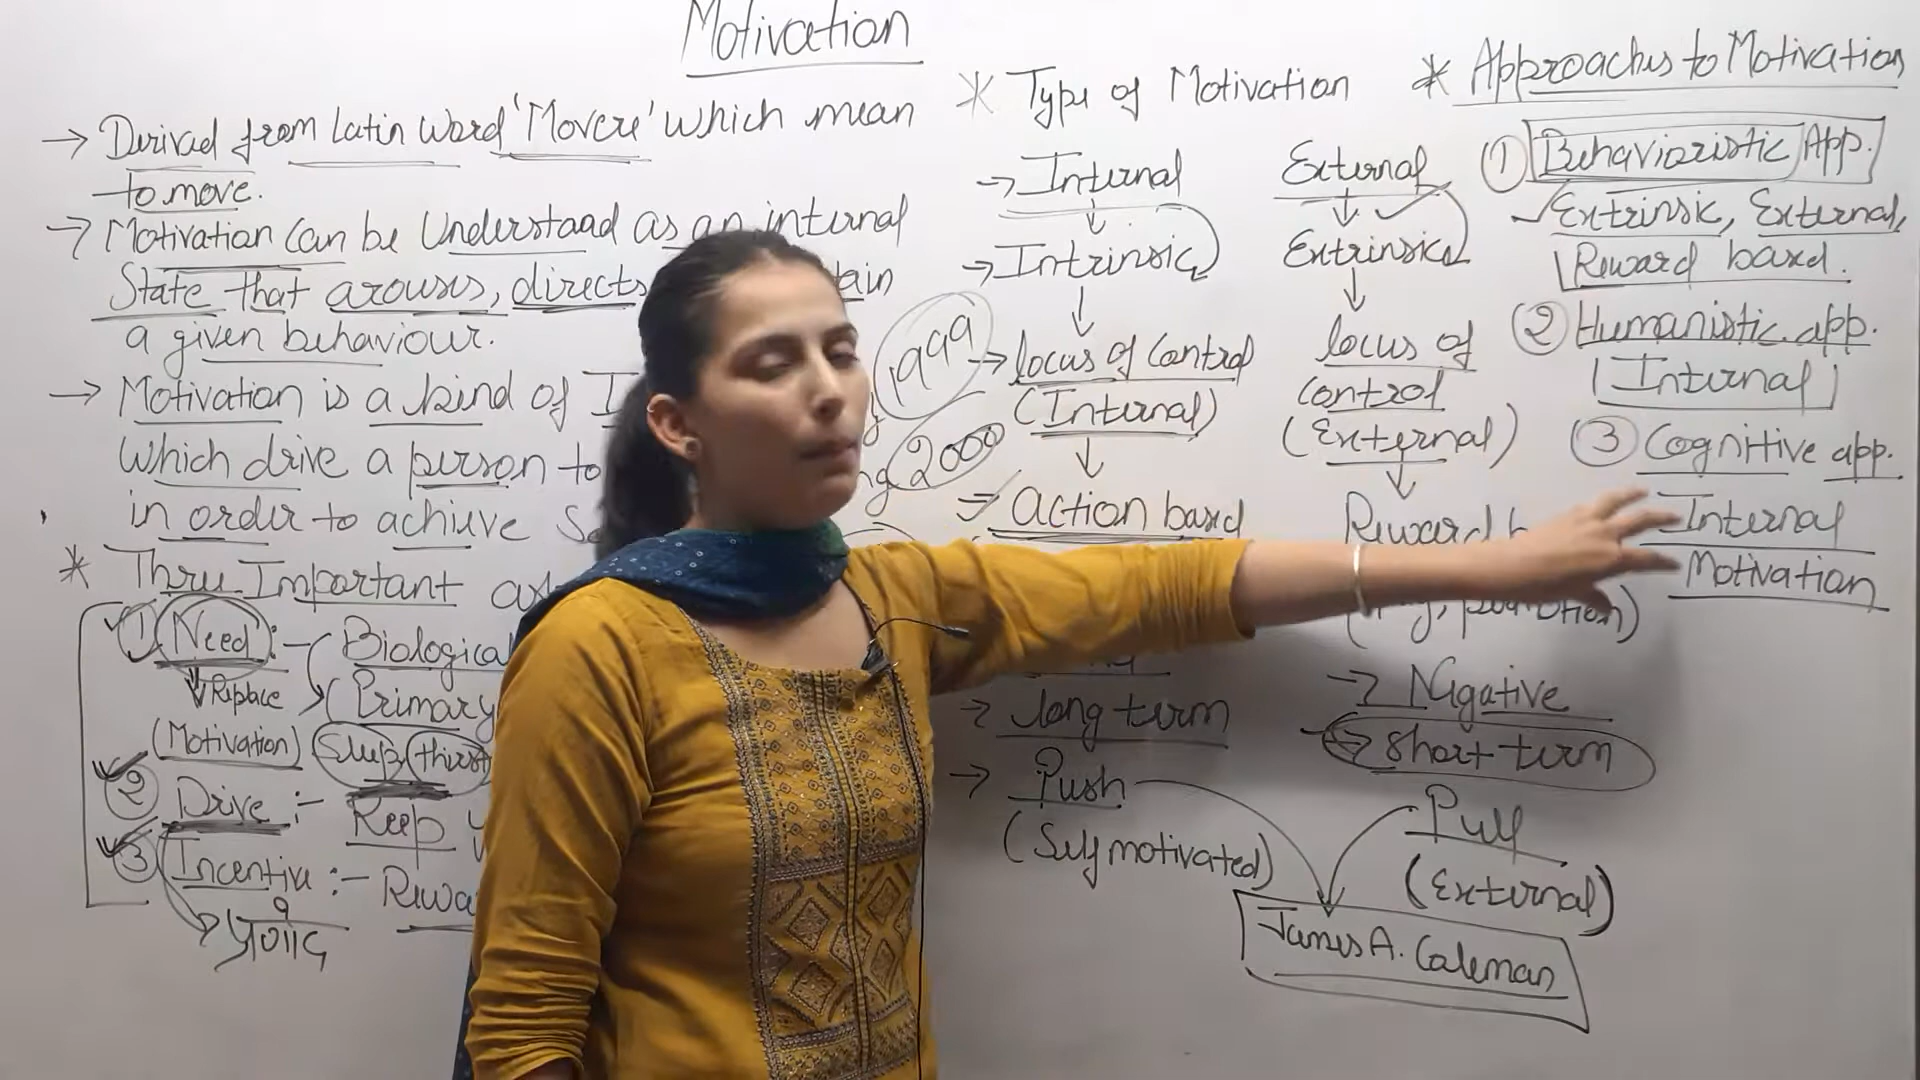 Motivation
→ Derived from Latin Word 'Movere' which mean
to move.
→ Motivation can be Understood as an internal
State that arouses, directs
a given behaviour.
→ Motivation is a kind of
Which drive a person to
in order to achieve
* Three Important
① Need :- Biological
↓ Replace (Primary
(Motivation) Sleep, thirst
② Drive :- Keep
③ Incentive :-
* Type of Motivation
→ Internal
↓
→ Intrinsic
↓
1999
→ locus of Control
(Internal)
↓
2000
→ action based
→ long term
→ Push
(Self motivated)
External
↓
Extrinsic
↓
locus of
control
(External)
↓
Reward
→ Nigative
→ Short term
Pull
(External)
James A. Coleman
* Approaches to Motivation
① Behavioristic App.
Extrinsic, External,
Reward based.
② Humanistic app.
(Internal)
③ Cognitive app.
Internal
Motivation